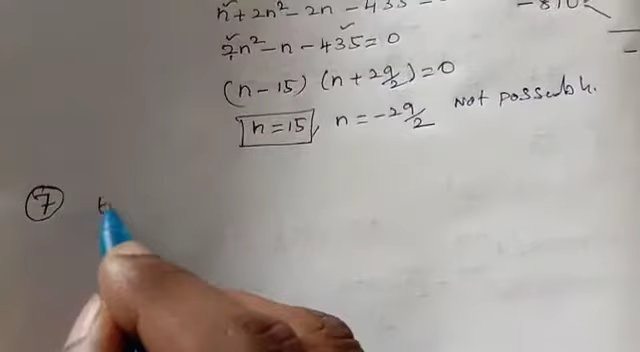 n + 2n² - 2n - 435
2n² - n - 435 = 0
(n - 15) (n + 29/2) = 0
n = 15, n = -29/2 Not possible.
7 t